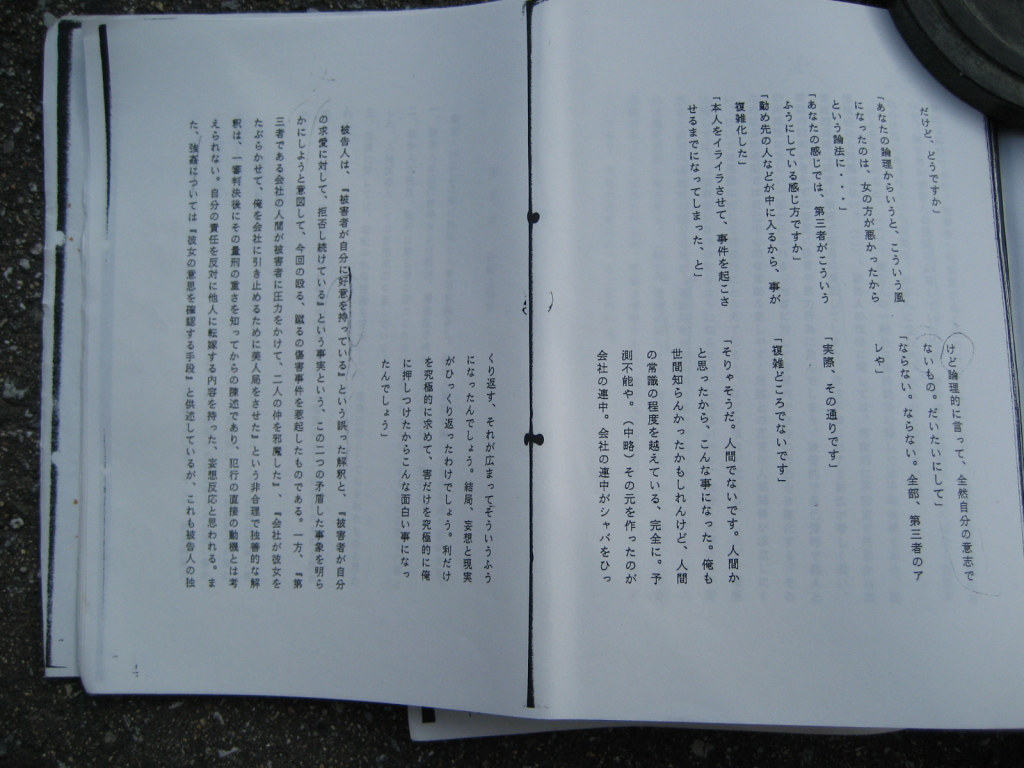 だけど、どうですか」
けど論理的に言って、全然自分の意志で
ないもの。だいたいにして」
「あなたの論理からいうと、こういう風
になったのは、女の方が悪かったから
という論法に・・・」
「ならない。ならない。全部、第三者のア
レや」
「あなたの感じでは、第三者がこういう
ふうにしている感じ方ですか」
「実際、その通りです」
「勤め先の人などが中に入るから、事が
複雑化した」
「複雑どころでないです」
「本人をイライラさせて、事件を起こさ
せるまでになってしまった、と」
「そりゃそうだ。人間でないです。人間か
と思ったから、こんな事になった。俺も
世間知らんかったかもしれんけど、人間
の常識の程度を越えている、完全に。予
測不能や。（中略）その元を作ったのが
会社の連中。会社の連中がシャバをひっ
くり返す、それが広まってそういうふう
になったんでしょう。結局、妄想と現実
がひっくり返ったわけでしょう。利だけ
を究極的に求めて、害だけを究極的に俺
に押しつけたからこんな面白い事になっ
たんでしょう」
被告人は、『被害者が自分に好意を持っている』という誤った解釈と、『被害者が自分
の求愛に対して、拒否し続けている』という事実という、この二つの矛盾した事象を明ら
かにしようと意図して、今回の殴る、蹴るの傷害事件を惹起したものである。一方、『第
三者である会社の人間が被害者に圧力をかけて、二人の仲を邪魔した』、『会社が彼女を
たぶらかせて、俺を会社に引き止めるために美人局をさせた』という非合理で独善的な解
釈は、一審判決後にその量刑の重さを知ってからの陳述であり、犯行の直接の動機とは考
えられない。自分の責任を反対に他人に転嫁する内容を持った、妄想反応と思われる。ま
た、強姦については『彼女の意思を確認する手段』と供述しているが、これも被告人の独